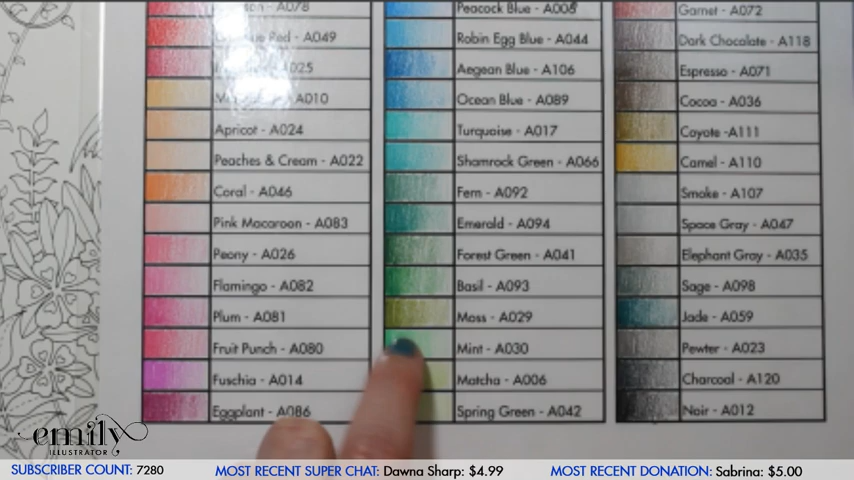 A078
Red - A049
A025
A010
Apricot - A024
Peaches & Cream - A022
Coral - A046
Pink Macaroon - A083
Peony - A026
Flamingo - A082
Plum - A081
Fruit Punch - A080
Fuschia - A014
Eggplant - A086
Peacock Blue - A005
Robin Egg Blue - A044
Aegean Blue - A106
Ocean Blue - A089
Turquoise - A017
Shamrock Green - A066
Fern - A092
Emerald - A094
Forest Green - A041
Basil - A093
Moss - A029
Mint - A030
Matcha - A006
Spring Green - A042
Garnet - A072
Dark Chocolate - A118
Espresso - A071
Cocoa - A036
Coyote -A111
Camel - A110
Smoke - A107
Space Gray - A047
Elephant Gray - A035
Sage - A098
Jade - A059
Pewter - A023
Charcoal - A120
Noir - A012
emily
ILLUSTRATOR
SUBSCRIBER COUNT: 7280
MOST RECENT SUPER CHAT: Dawna Sharp: $4.99
MOST RECENT DONATION: Sabrina: $5.00